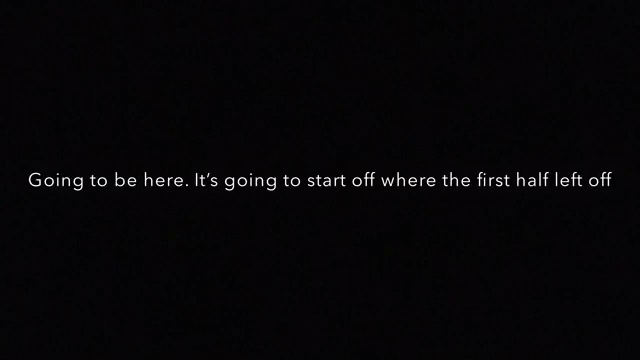 Going to be here. It’s going to start off where the first half left off